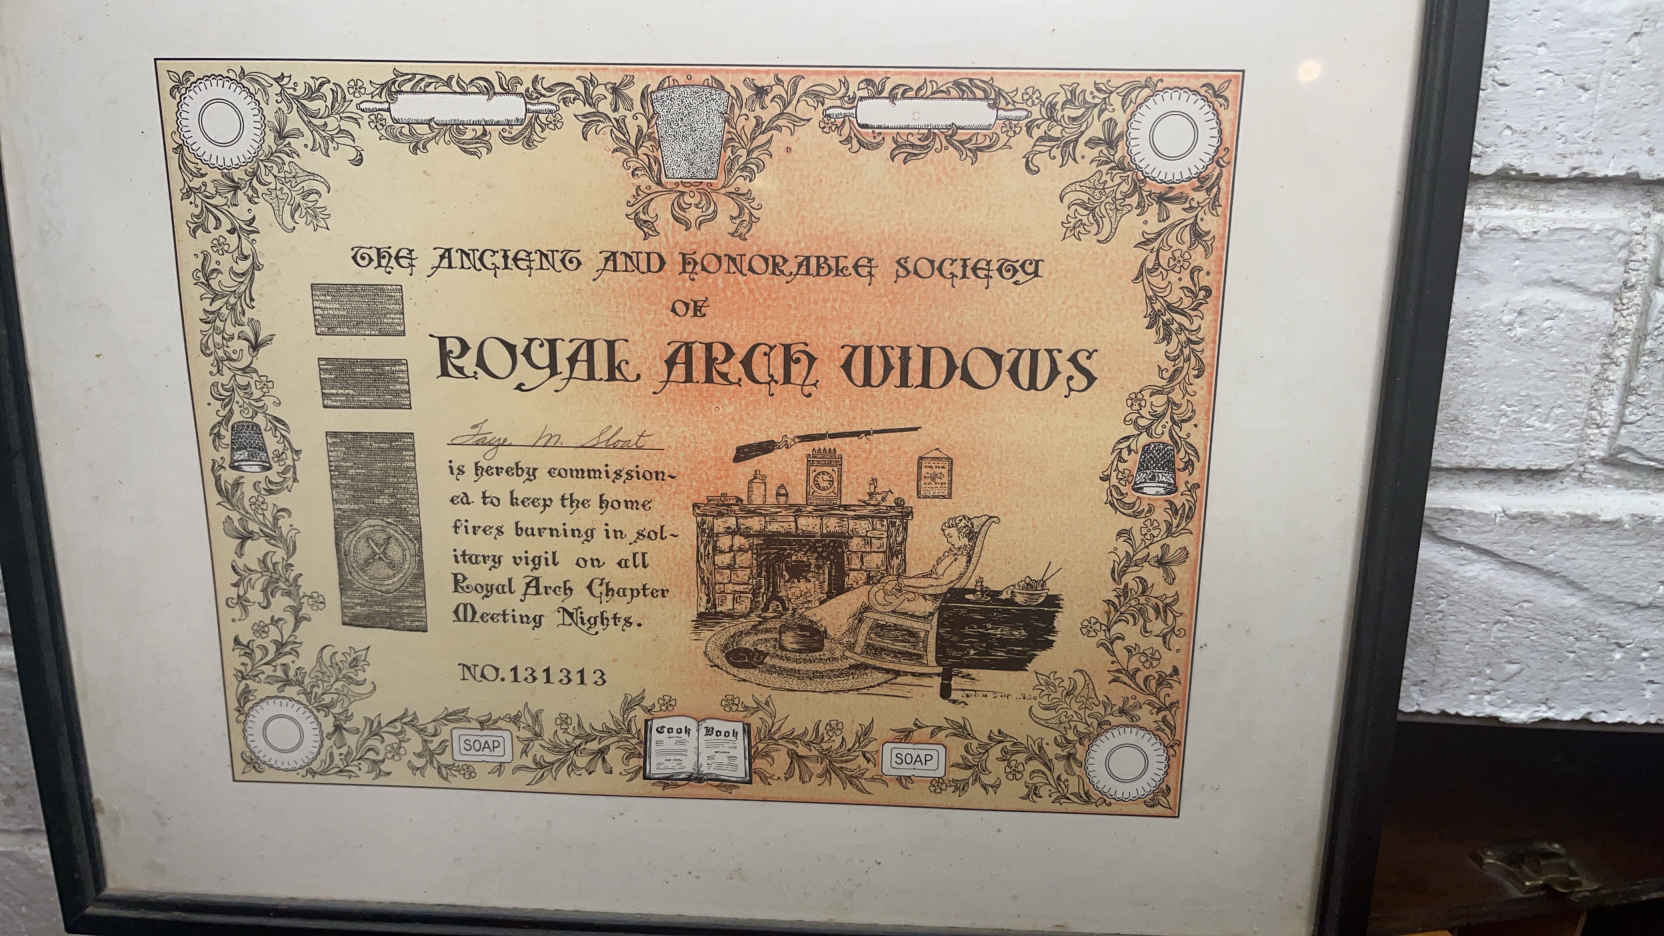 THE ANCIENT AND HONORABLE SOCIETY
OF
ROYAL ARCH WIDOWS
Faye M. Sloat
is hereby commission-
ed to keep the home
fires burning in sol-
itary vigil on all
Royal Arch Chapter
Meeting Nights.
NO. 131313
SOAP
Cook Book
SOAP